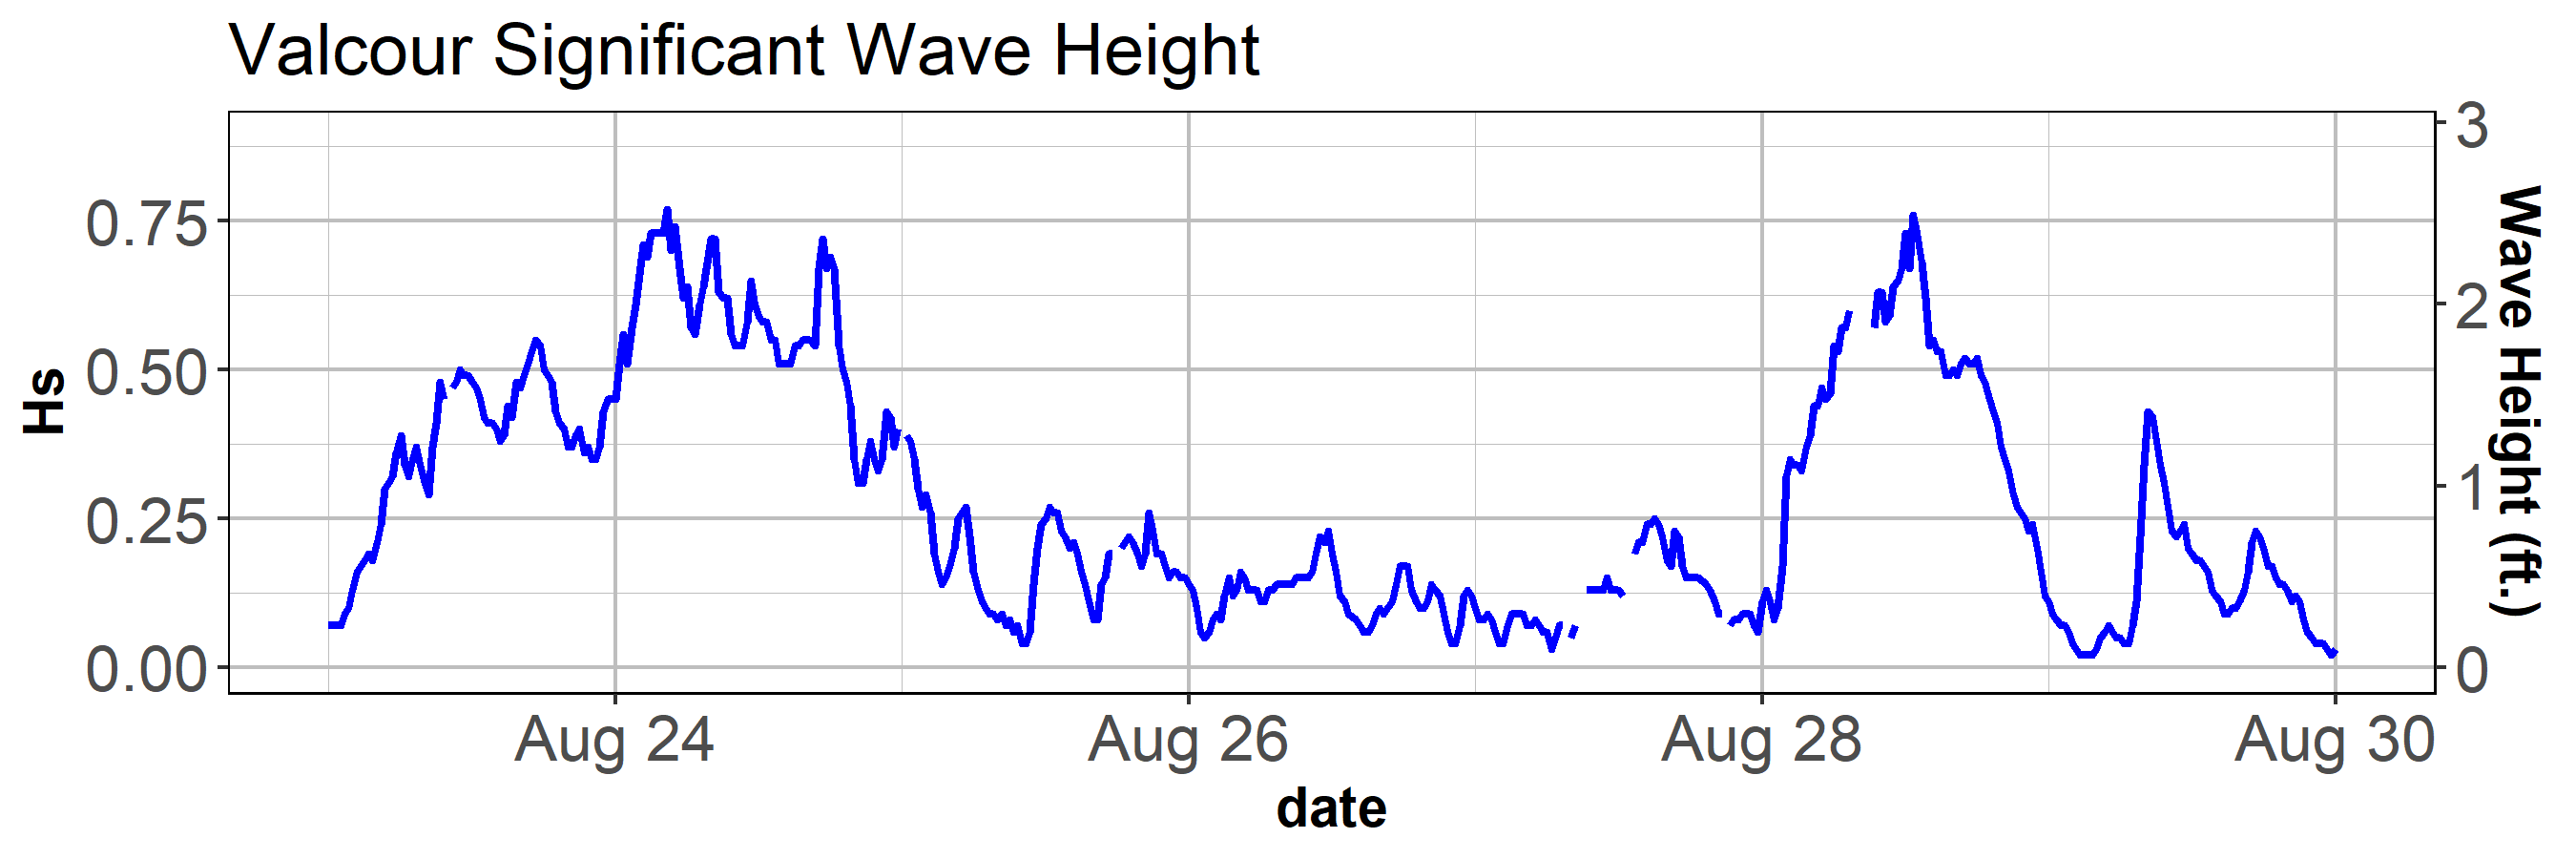 Valcour Significant Wave Height
Hs
0.75
0.50
0.25
0.00
3
2
1
0
Wave Height (ft.)
Aug 24
Aug 26
Aug 28
Aug 30
date